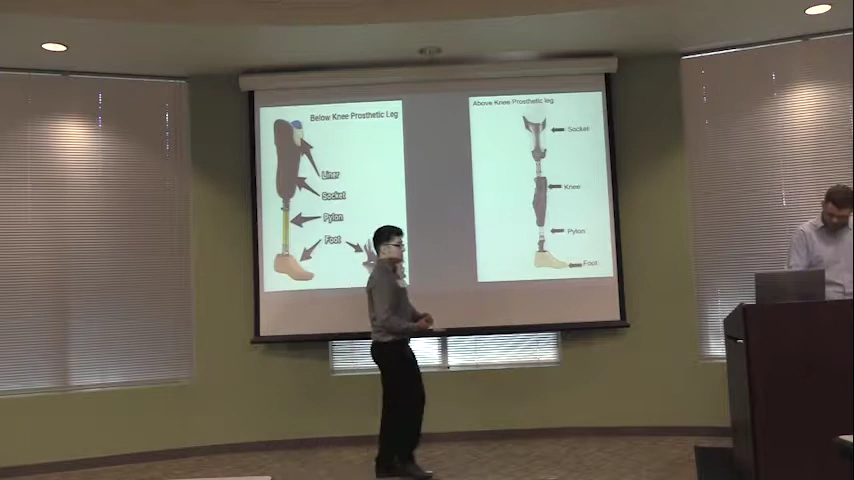 Below Knee Prosthetic Leg
Liner
Socket
Pylon
Foot
Above Knee Prosthetic leg
Socket
Knee
Pylon
Foot